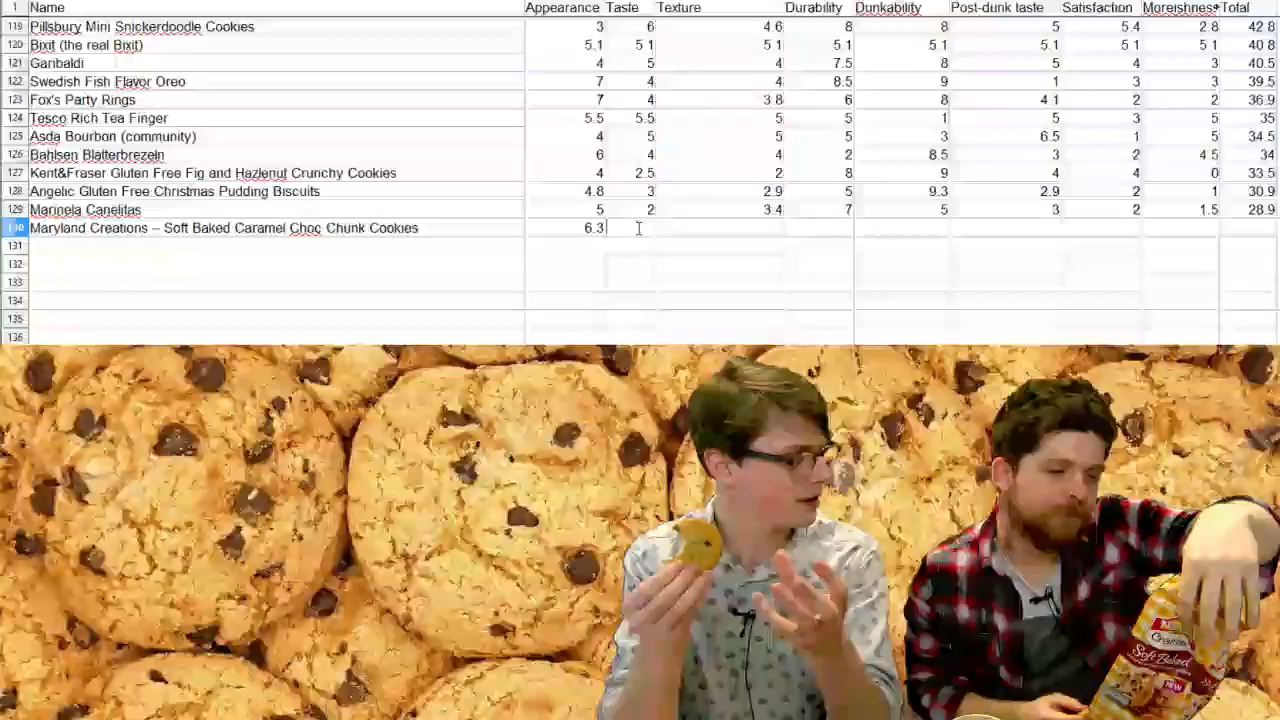 1 Name Appearance Taste Texture Durability Dunkability Post-dunk taste Satisfaction Moreishness Total
119 Pillsbury Mini Snickerdoodle Cookies 3 6 4.6 8 8 5 5.4 2.8 42.8
120 Bixit (the real Bixit) 5.1 5.1 5.1 5.1 5.1 5.1 5.1 5.1 40.8
121 Garibaldi 4 5 4 7.5 8 5 4 3 40.5
122 Swedish Fish Flavor Oreo 7 4 4 8.5 9 1 3 3 39.5
123 Fox's Party Rings 7 4 3.8 6 8 4.1 2 2 36.9
124 Tesco Rich Tea Finger 5.5 5.5 5 5 1 5 3 5 35
125 Asda Bourbon (community) 4 5 5 5 3 6.5 1 5 34.5
126 Bahlsen Blatterbrezeln 6 4 4 2 8.5 3 2 4.5 34
127 Kent&Fraser Gluten Free Fig and Hazlenut Crunchy Cookies 4 2.5 2 8 9 4 4 0 33.5
128 Angelic Gluten Free Christmas Pudding Biscuits 4.8 3 2.9 5 9.3 2.9 2 1 30.9
129 Marinela Canelitas 5 2 3.4 7 5 3 2 1.5 28.9
130 Maryland Creations – Soft Baked Caramel Choc Chunk Cookies 6.3
131
132
133
134
135
136
Soft Baked
NEW